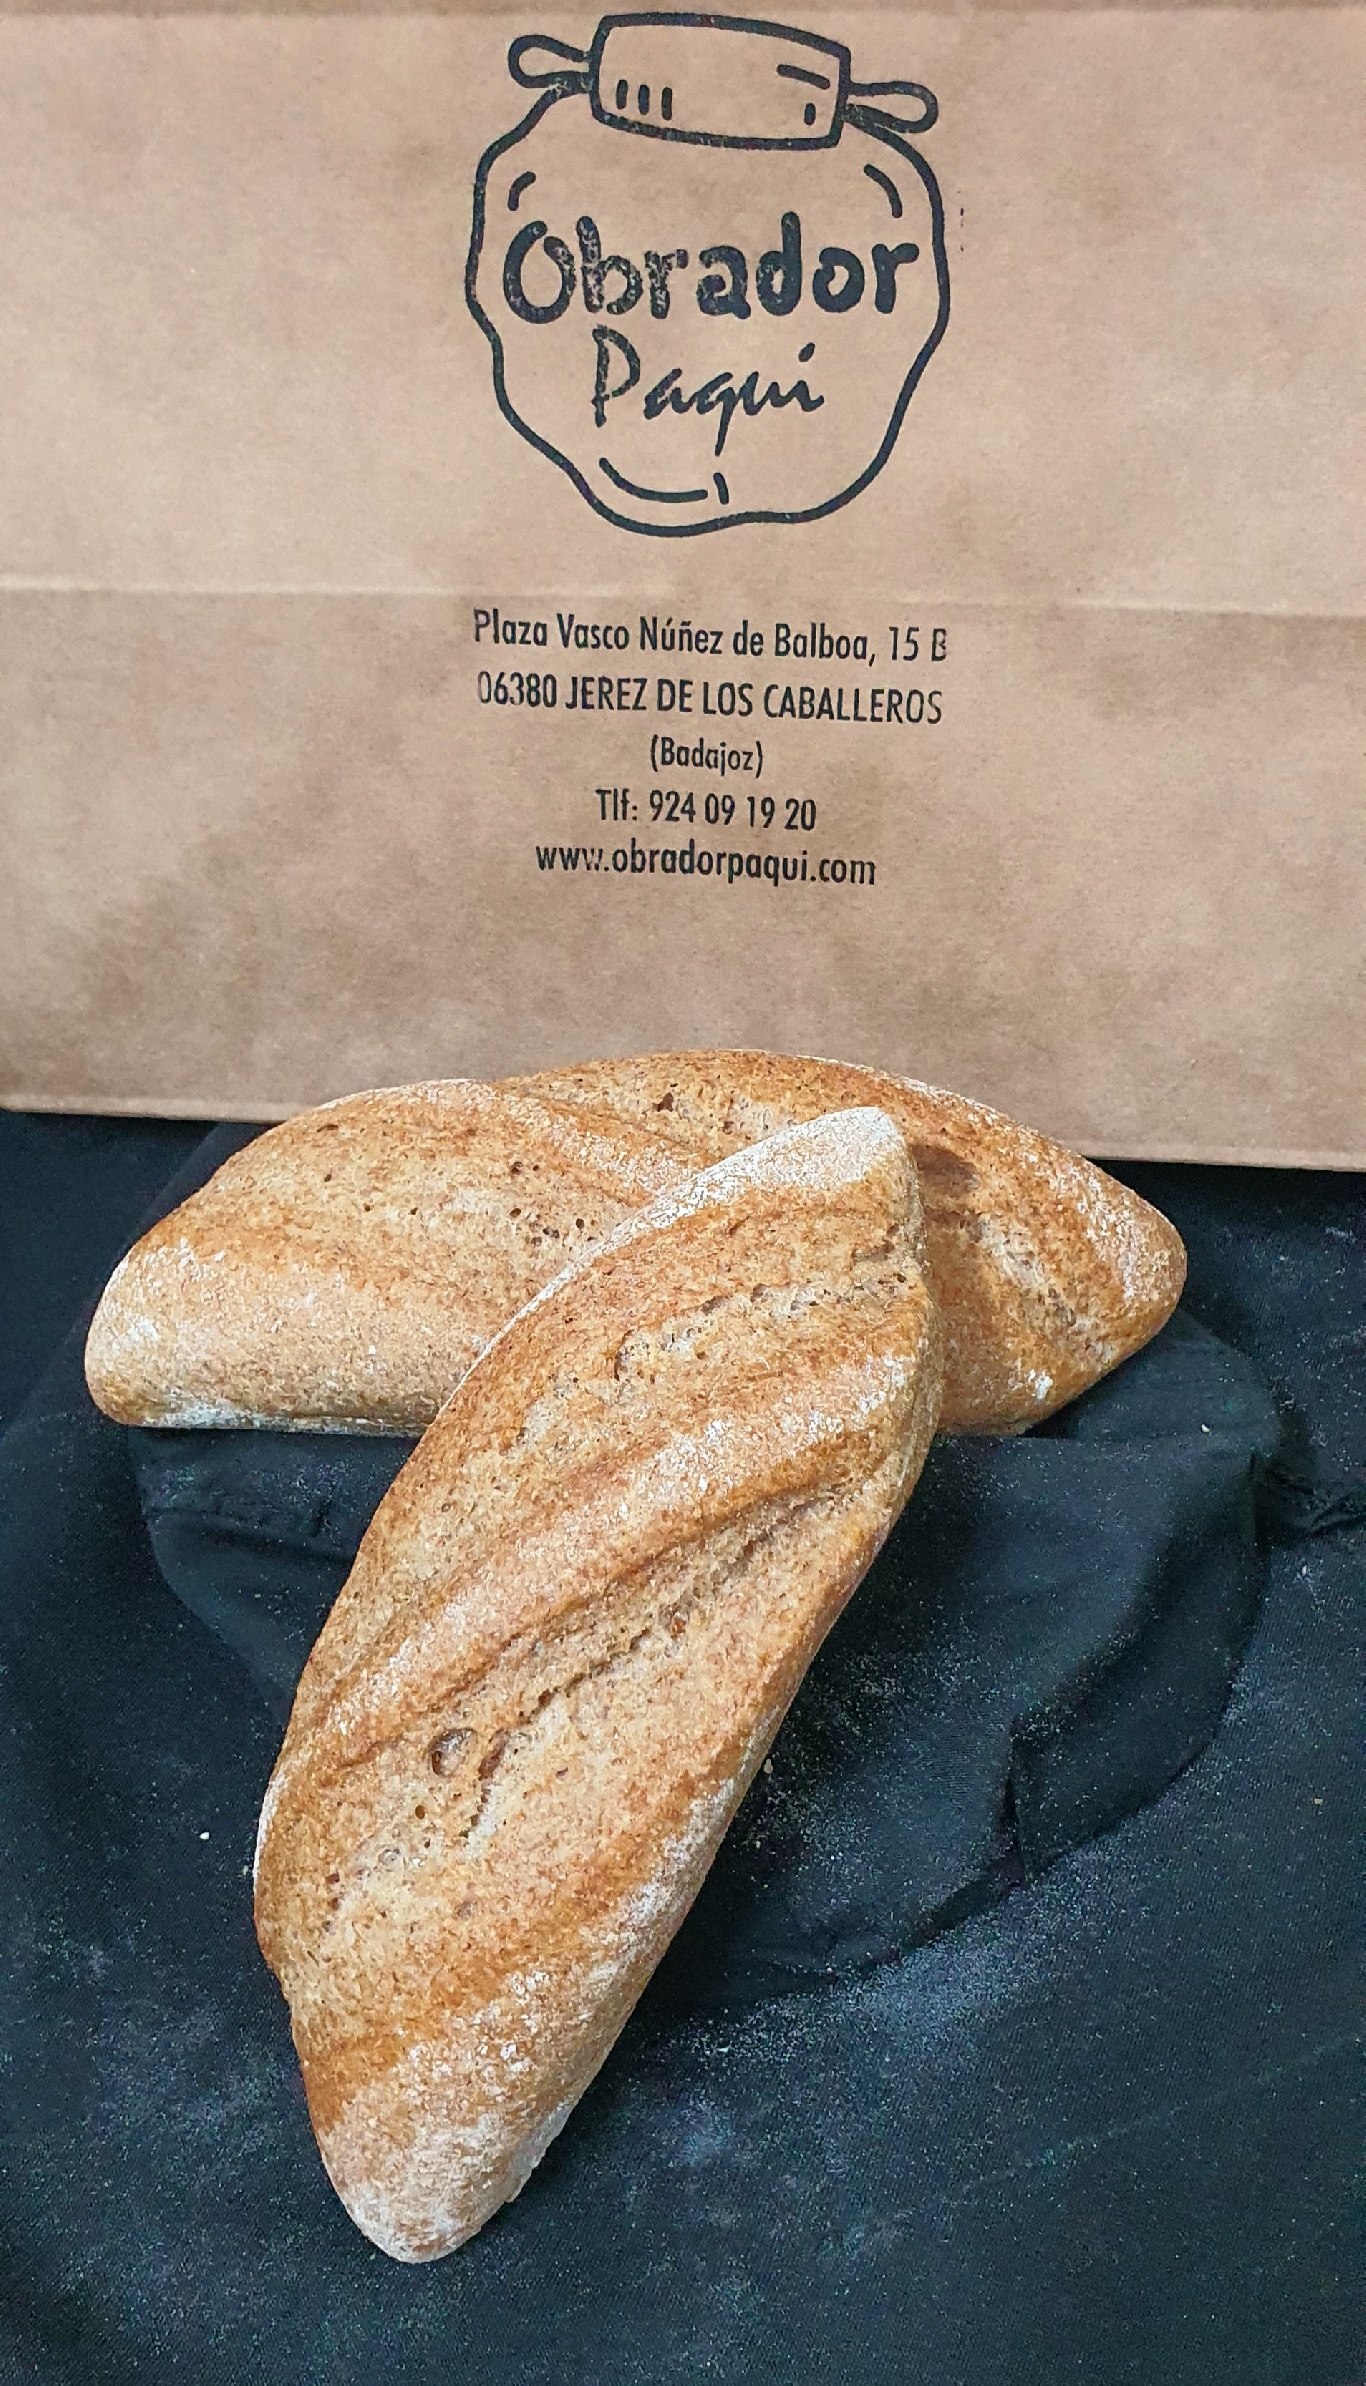 Obrador
Paqui
Plaza Vasco Núñez de Balboa, 15 B
06380 JEREZ DE LOS CABALLEROS
(Badajoz)
Tlf: 924 09 19 20
www.obradorpaqui.com